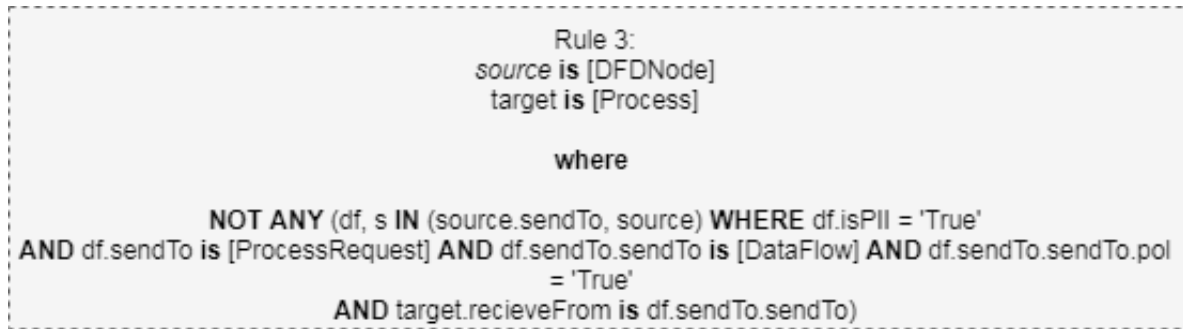 Rule 3:
source is [DFDNode]
target is [Process]
where
NOT ANY (df, s IN (source.sendTo, source) WHERE df.isPII = 'True'
AND df.sendTo is [ProcessRequest] AND df.sendTo.sendTo is [DataFlow] AND df.sendTo.sendTo.pol
= 'True'
AND target.recieveFrom is df.sendTo.sendTo)